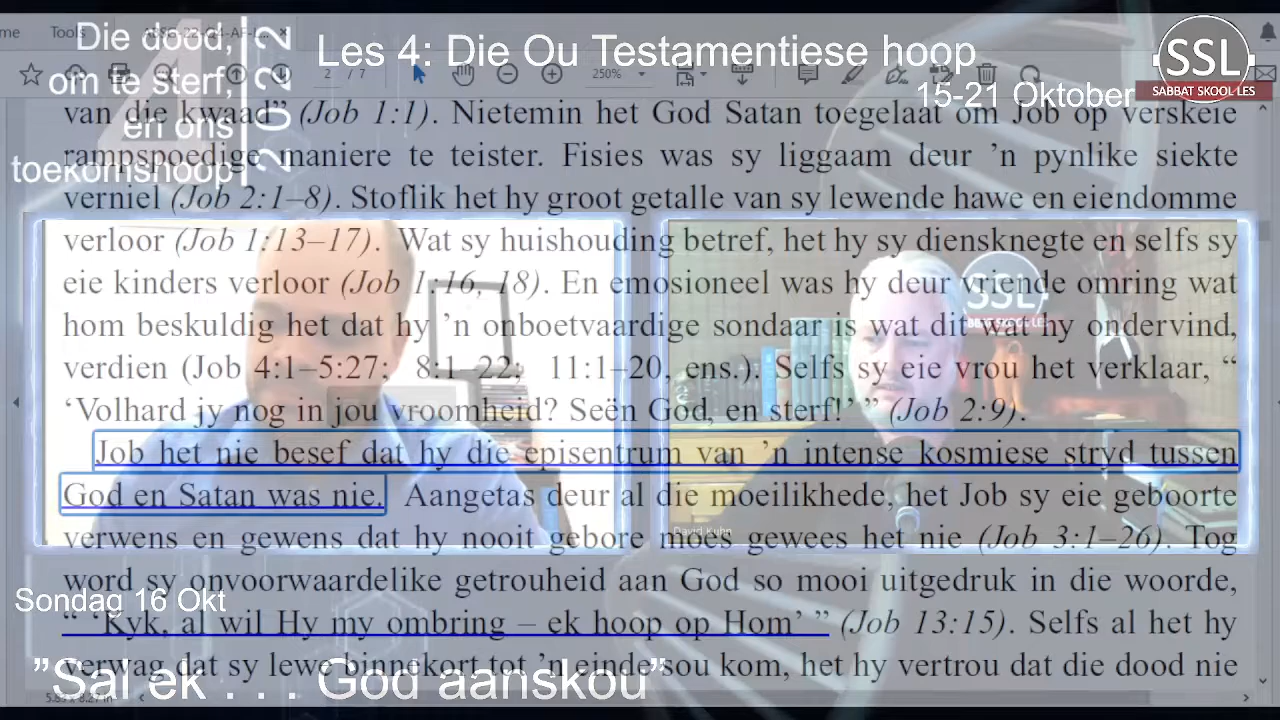 Die dood,
om te sterf,
en ons
toekomshoop
2022
Les 4: Die Ou Testamentiese hoop
15-21 Oktober
SSL
SABBAT SKOOL LES
me
Tools
2 / 7
250%
van die kwaad” (Job 1:1). Nietemin het God Satan toegelaat om Job op verskeie
rampspoedige maniere te teister. Fisies was sy liggaam deur ’n pynlike siekte
verniel (Job 2:1–8). Stoflik het hy groot getalle van sy lewende hawe en eiendomme
verloor (Job 1:13–17). Wat sy huishouding betref, het hy sy diensknegte en selfs sy
eie kinders verloor (Job 1:16, 18). En emosioneel was hy deur vriende omring wat
hom beskuldig het dat hy ’n onboetvaardige sondaar is wat dit wat hy ondervind,
verdien (Job 4:1–5:27; 8:1–22; 11:1–20, ens.). Selfs sy eie vrou het verklaar, “
‘Volhard jy nog in jou vroomheid? Seën God, en sterf!’ ” (Job 2:9).
Job het nie besef dat hy die episentrum van ’n intense kosmiese stryd tussen
God en Satan was nie. Aangetas deur al die moeilikhede, het Job sy eie geboorte
verwens en gewens dat hy nooit gebore moes gewees het nie (Job 3:1–26). Tog
word sy onvoorwaardelike getrouheid aan God so mooi uitgedruk in die woorde,
“ ‘Kyk, al wil Hy my ombring – ek hoop op Hom’ ” (Job 13:15). Selfs al het hy
verwag dat sy lewe binnekort tot ’n einde sou kom, het hy vertrou dat die dood nie
SSL
David Kuhn
Sondag 16 Okt
”Sal ek . . . God aanskou”